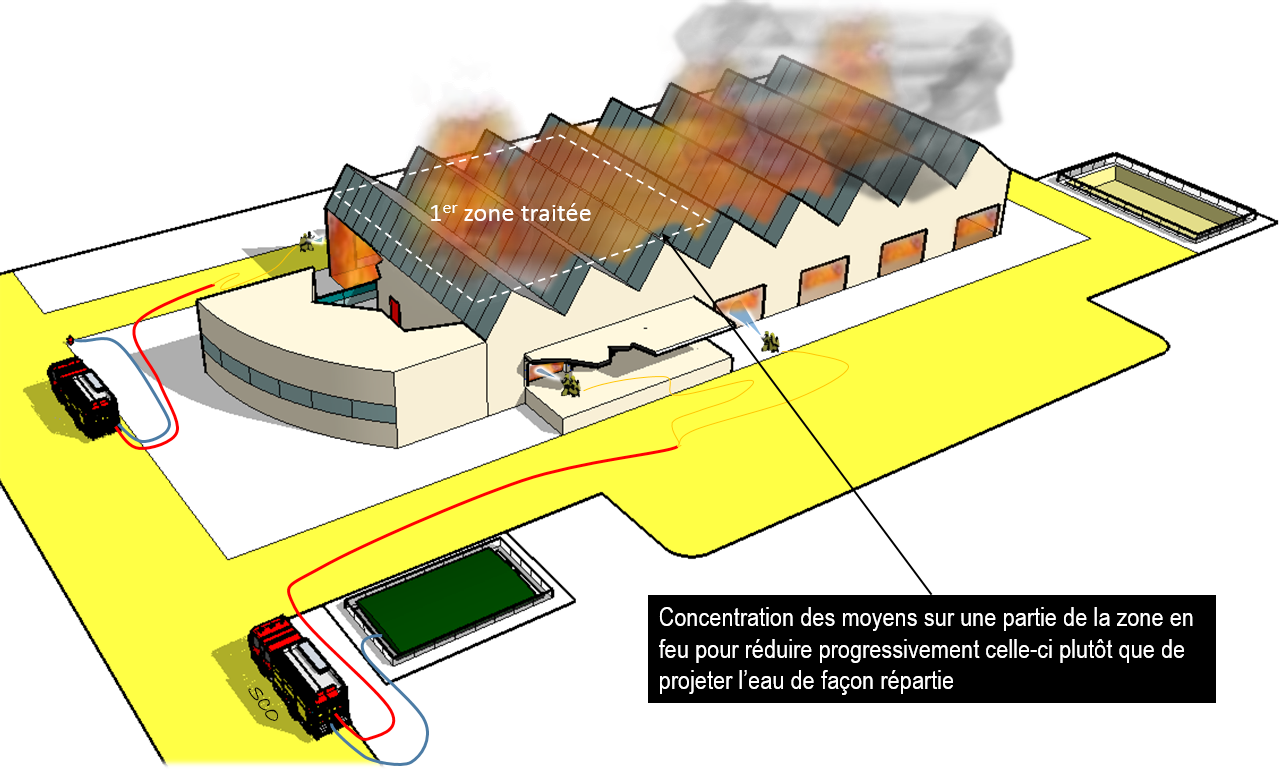 1er zone traitée
Concentration des moyens sur une partie de la zone en
feu pour réduire progressivement celle-ci plutôt que de
projeter l’eau de façon répartie
SCO